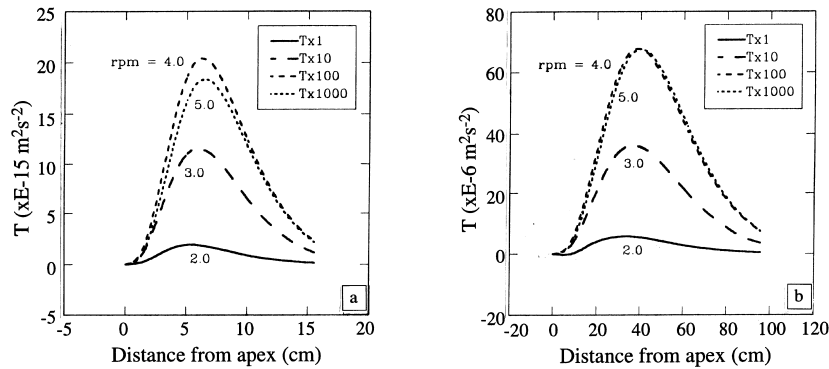 25
20
15
10
5
0
-5
T (xE-15 m²s⁻²)
rpm = 4.0
5.0
3.0
2.0
Tx1
Tx10
Tx100
Tx1000
a
-5 0 5 10 15 20
Distance from apex (cm)
80
60
40
20
0
-20
T (xE-6 m²s⁻²)
rpm = 4.0
5.0
3.0
2.0
Tx1
Tx10
Tx100
Tx1000
b
-20 0 20 40 60 80 100 120
Distance from apex (cm)